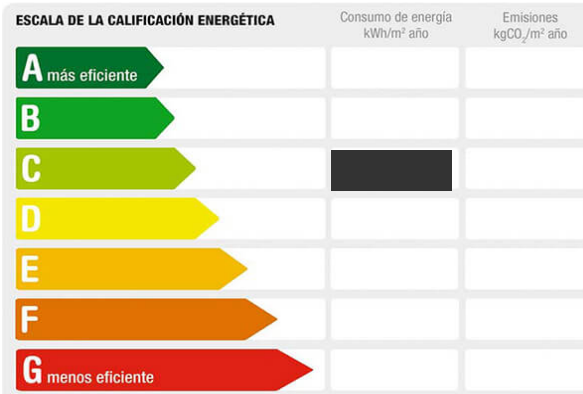 ESCALA DE LA CALIFICACIÓN ENERGÉTICA
Consumo de energía
kWh/m² año
Emisiones
kgCO₂/m² año
A más eficiente
B
C
D
E
F
G menos eficiente